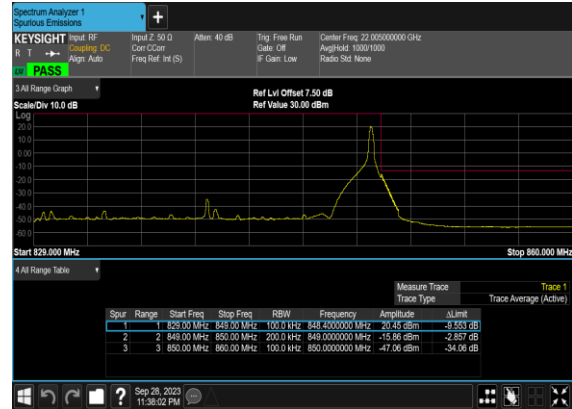 Spectrum Analyzer 1
Spurious Emissions
+
KEYSIGHT Input: RF Input Z: 50 Ω Atten: 40 dB Trig: Free Run Center Freq: 22.005000000 GHz
R T Coupling: DC Corr CCorr Gate: Off Avg|Hold: 1000/1000
Align: Auto Freq Ref: Int (S) IF Gain: Low Radio Std: None
PASS
3 All Range Graph
Ref Lvl Offset 7.50 dB
Scale/Div 10.0 dB Ref Value 30.00 dBm
Log
20.0
10.0
0.00
-10.0
-20.0
-30.0
-40.0
-50.0
-60.0
Start 829.000 MHz Stop 860.000 MHz
4 All Range Table
Measure Trace Trace 1
Trace Type Trace Average (Active)
Spur Range Start Freq Stop Freq RBW Frequency Amplitude ΔLimit
1 1 829.00 MHz 849.00 MHz 100.0 kHz 848.4000000 MHz 20.45 dBm -9.553 dB
2 2 849.00 MHz 850.00 MHz 200.0 kHz 849.0000000 MHz -15.86 dBm -2.857 dB
3 3 850.00 MHz 860.00 MHz 100.0 kHz 850.0000000 MHz -47.06 dBm -34.06 dB
? Sep 28, 2023
11:38:02 PM